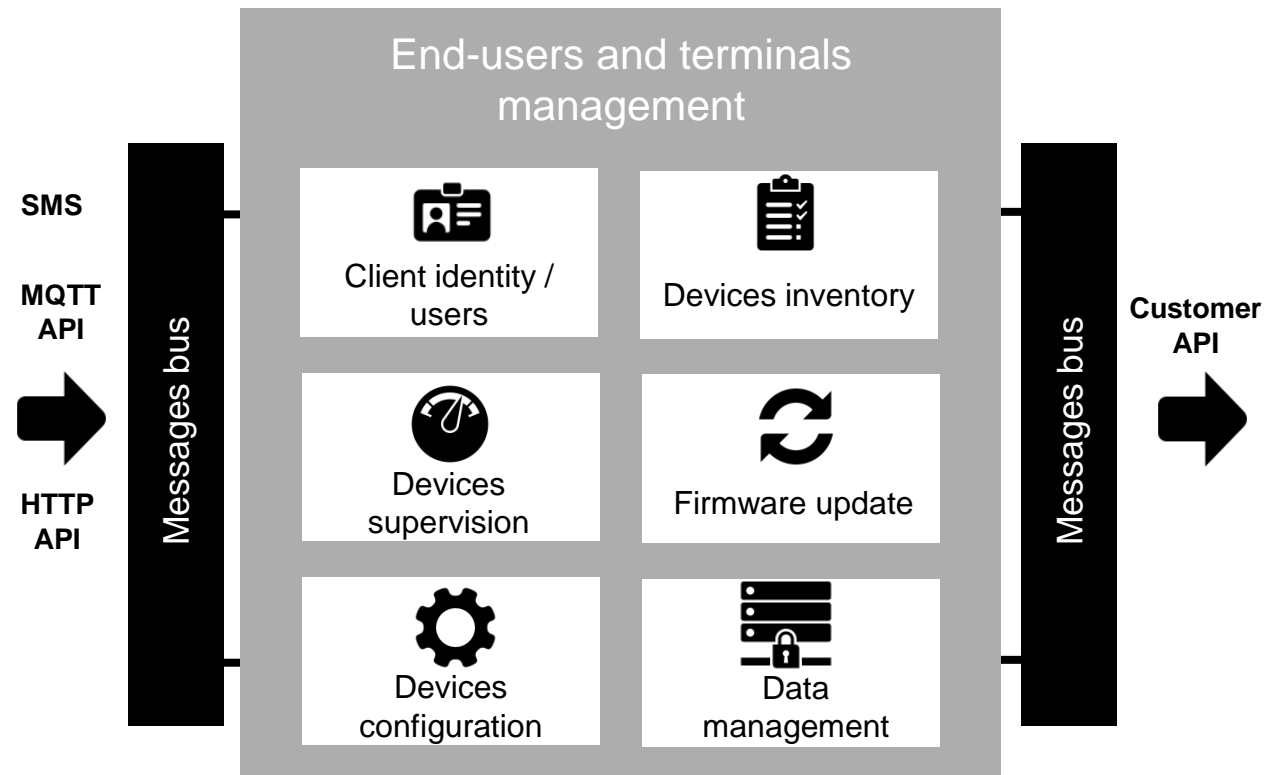 End-users and terminals
management
SMS
MQTT
API
HTTP
API
Messages bus
Client identity /
users
Devices inventory
Devices
supervision
Firmware update
Devices
configuration
Data
management
Messages bus
Customer
API